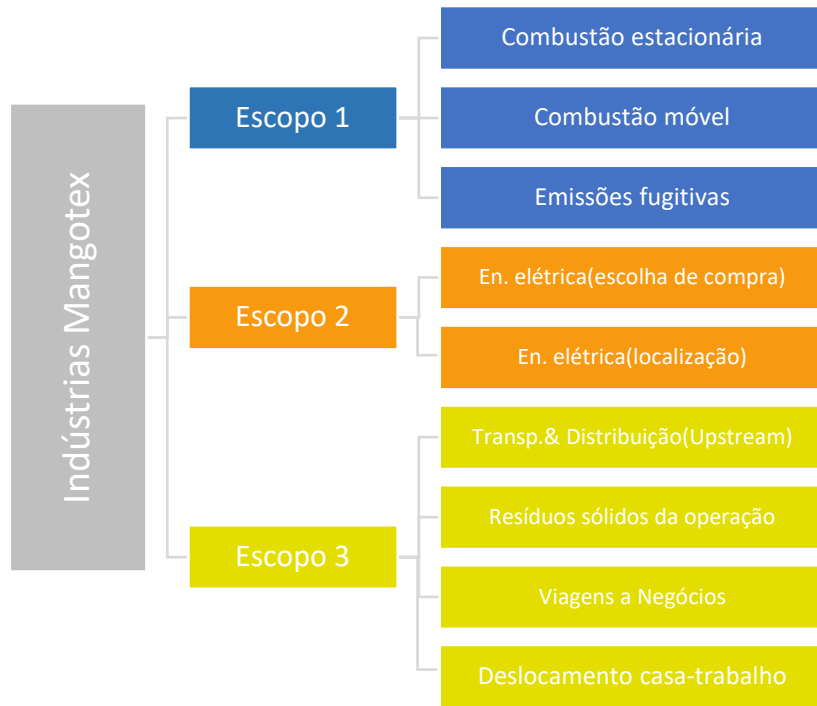 Indústrias Mangotex
Escopo 1
Combustão estacionária
Combustão móvel
Emissões fugitivas
Escopo 2
En. elétrica(escolha de compra)
En. elétrica(localização)
Escopo 3
Transp.& Distribuição(Upstream)
Resíduos sólidos da operação
Viagens a Negócios
Deslocamento casa-trabalho